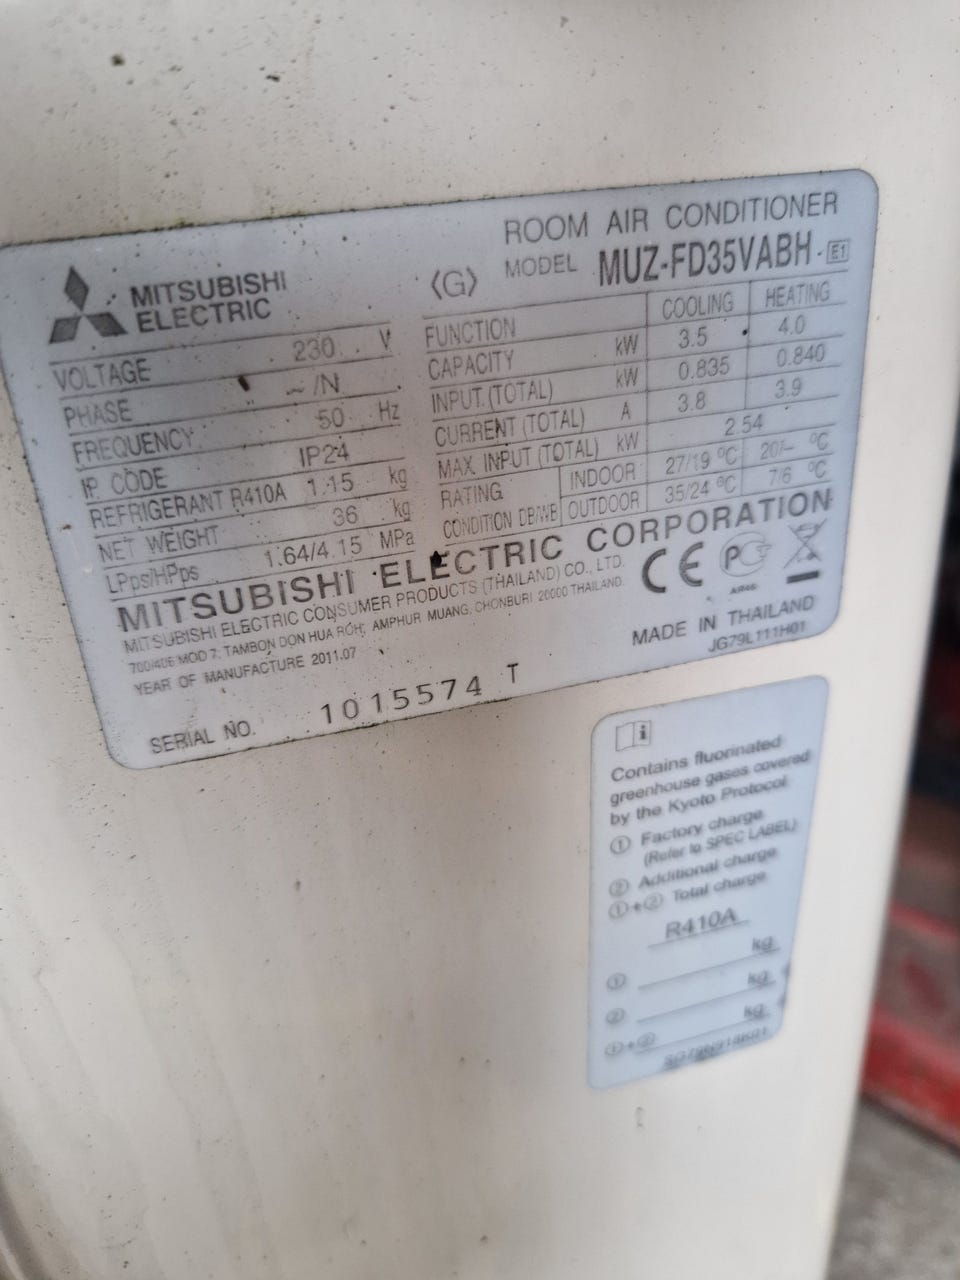 MITSUBISHI
ELECTRIC
ROOM AIR CONDITIONER
⟨G⟩ MODEL MUZ-FD35VABH-E1
VOLTAGE 230 V
PHASE ~/N
FREQUENCY 50 Hz
IP CODE IP24
REFRIGERANT R410A 1.15 kg
NET WEIGHT 36 kg
LPps/HPps 1.64/4.15 MPa
FUNCTION COOLING HEATING
CAPACITY kW 3.5 4.0
INPUT (TOTAL) kW 0.835 0.840
CURRENT (TOTAL) A 3.8 3.9
MAX. INPUT (TOTAL) kW 2.54
RATING INDOOR 27/19 °C 20/- °C
CONDITION DB/WB OUTDOOR 35/24 °C 7/6 °C
MITSUBISHI ELECTRIC CORPORATION
MITSUBISHI ELECTRIC CONSUMER PRODUCTS (THAILAND) CO., LTD.
700/406 MOO 7, TAMBON DON HUA ROH, AMPHUR MUANG, CHONBURI 20000 THAILAND.
YEAR OF MANUFACTURE 2011.07
CE
AR46
MADE IN THAILAND
JG79L111H01
SERIAL NO. 1015574 T
i
Contains fluorinated
greenhouse gases covered
by the Kyoto Protocol.
① Factory charge
(Refer to SPEC LABEL)
② Additional charge
①+② Total charge
R410A
① kg
② kg
①+② kg